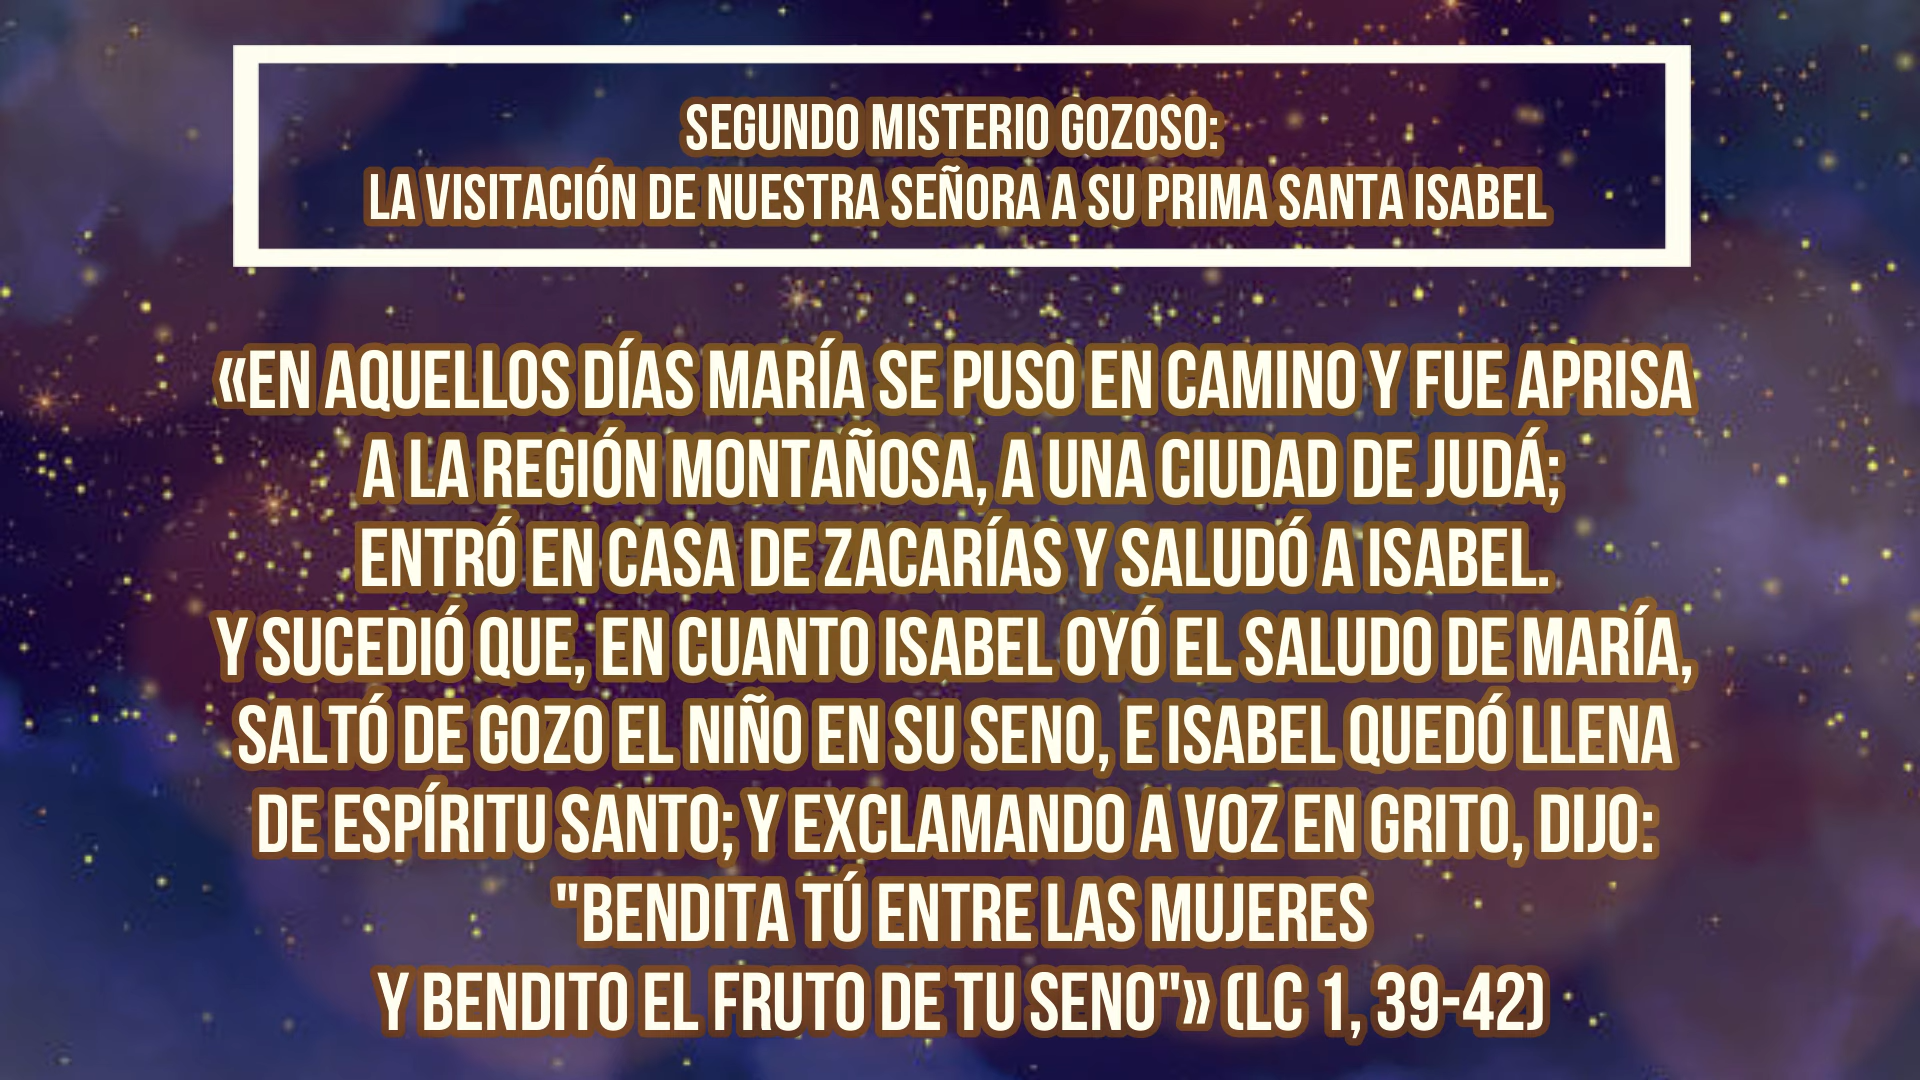 SEGUNDO MISTERIO GOZOSO:
LA VISITACIÓN DE NUESTRA SEÑORA A SU PRIMA SANTA ISABEL
«EN AQUELLOS DÍAS MARÍA SE PUSO EN CAMINO Y FUE APRISA
A LA REGIÓN MONTAÑOSA, A UNA CIUDAD DE JUDÁ;
ENTRÓ EN CASA DE ZACARÍAS Y SALUDÓ A ISABEL.
Y SUCEDIÓ QUE, EN CUANTO ISABEL OYÓ EL SALUDO DE MARÍA,
SALTÓ DE GOZO EL NIÑO EN SU SENO, E ISABEL QUEDÓ LLENA
DE ESPÍRITU SANTO; Y EXCLAMANDO A VOZ EN GRITO, DIJO:
"BENDITA TÚ ENTRE LAS MUJERES
Y BENDITO EL FRUTO DE TU SENO"» (LC 1, 39-42)